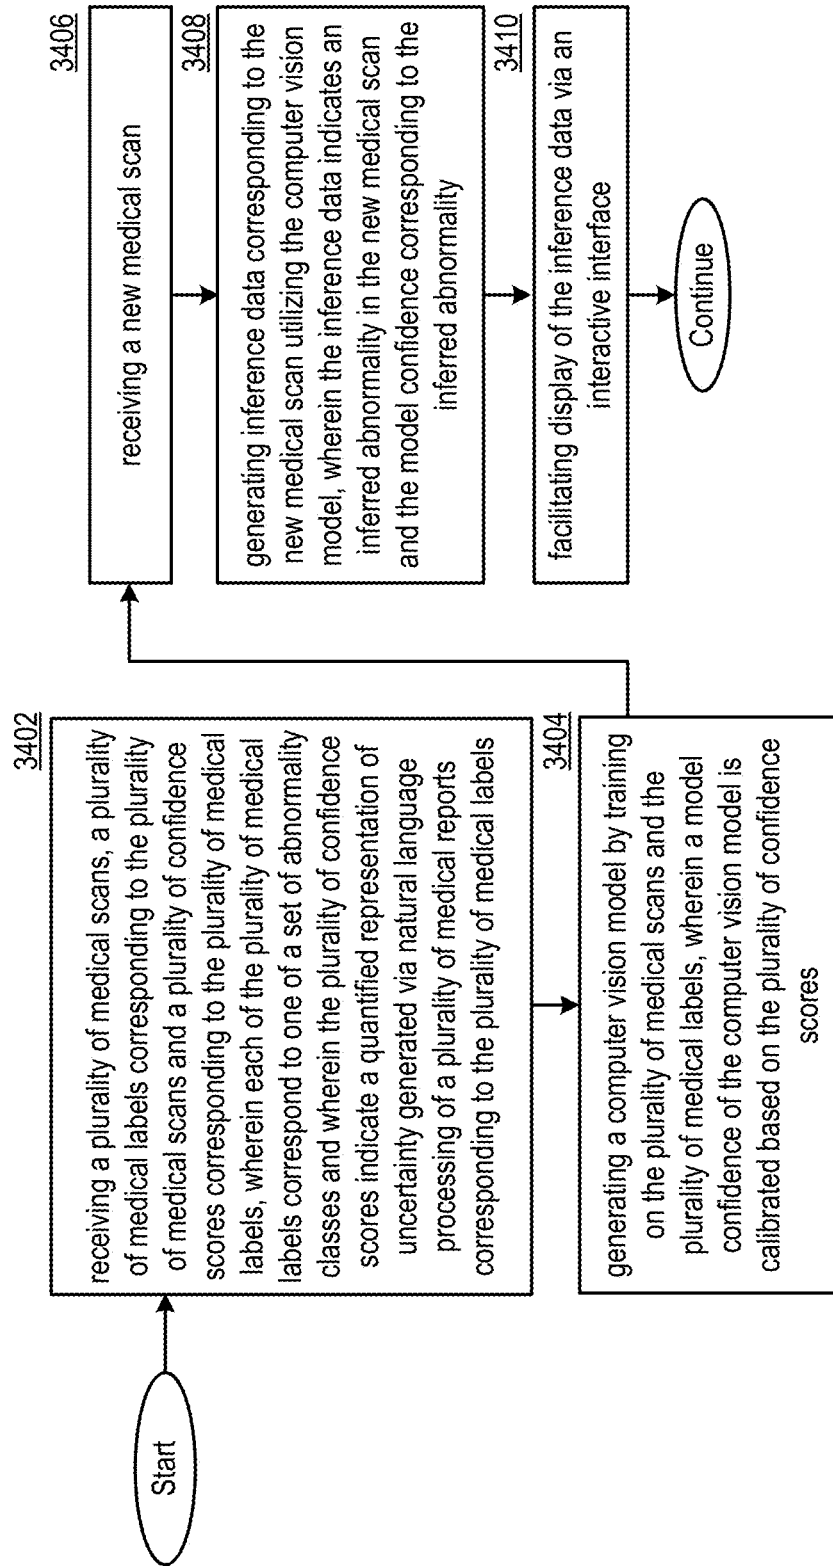 Start
3402
receiving a plurality of medical scans, a plurality
of medical labels corresponding to the plurality
of medical scans and a plurality of confidence
scores corresponding to the plurality of medical
labels, wherein each of the plurality of medical
labels correspond to one of a set of abnormality
classes and wherein the plurality of confidence
scores indicate a quantified representation of
uncertainty generated via natural language
processing of a plurality of medical reports
corresponding to the plurality of medical labels
3404
generating a computer vision model by training
on the plurality of medical scans and the
plurality of medical labels, wherein a model
confidence of the computer vision model is
calibrated based on the plurality of confidence
scores
3406
receiving a new medical scan
3408
generating inference data corresponding to the
new medical scan utilizing the computer vision
model, wherein the inference data indicates an
inferred abnormality in the new medical scan
and the model confidence corresponding to the
inferred abnormality
3410
facilitating display of the inference data via an
interactive interface
Continue